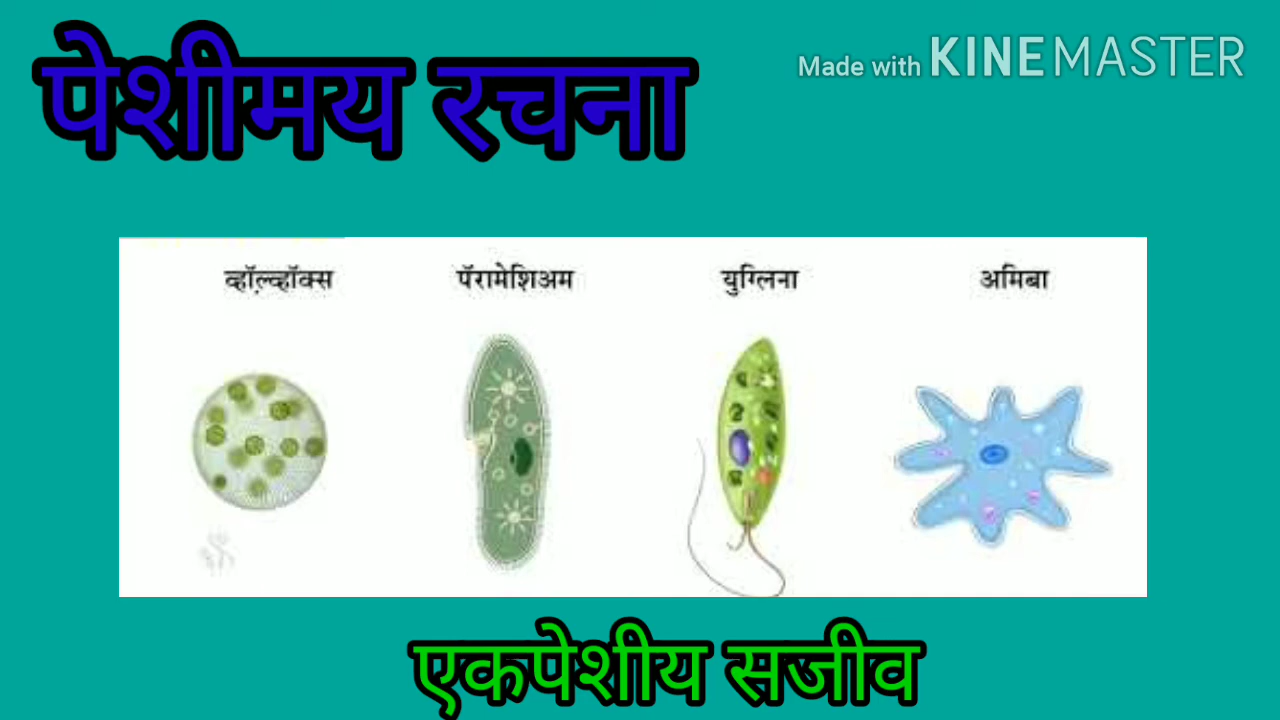 पेशीमय रचना
Made with KINEMASTER
व्हॉल्व्हॉक्स पॅरामेशिअम युग्लिना अमिबा
एकपेशीय सजीव